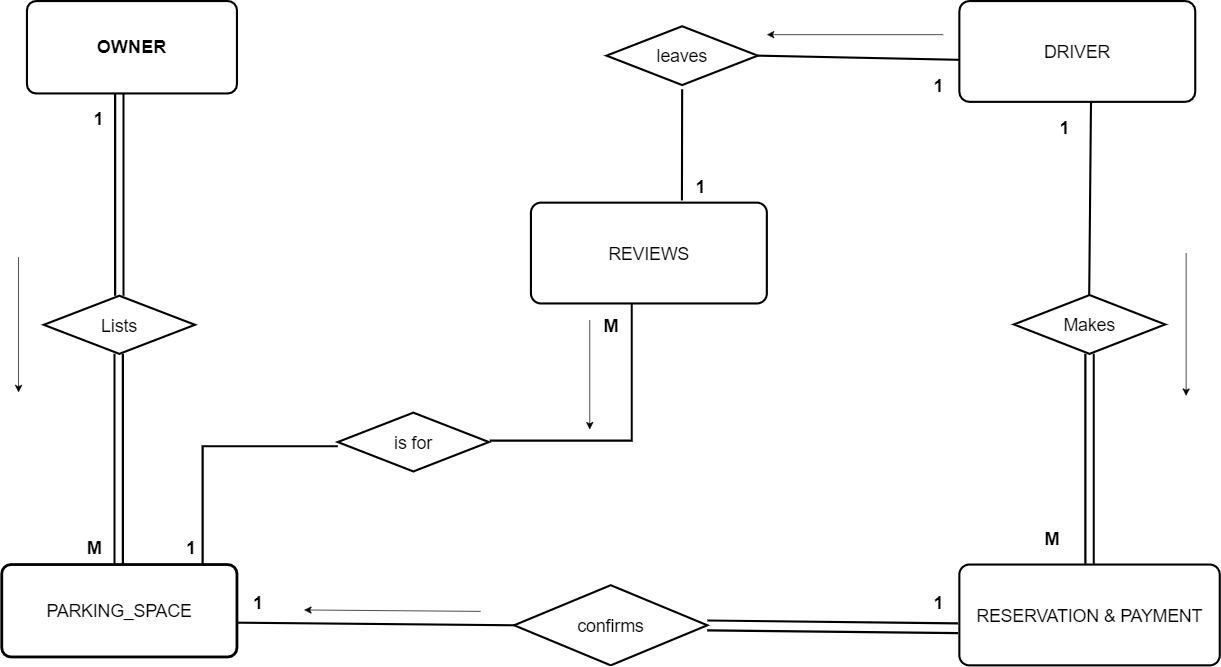 OWNER
leaves
DRIVER
1
1
1
1
REVIEWS
Lists
M
Makes
is for
M
1
M
PARKING_SPACE
1
confirms
1
RESERVATION & PAYMENT